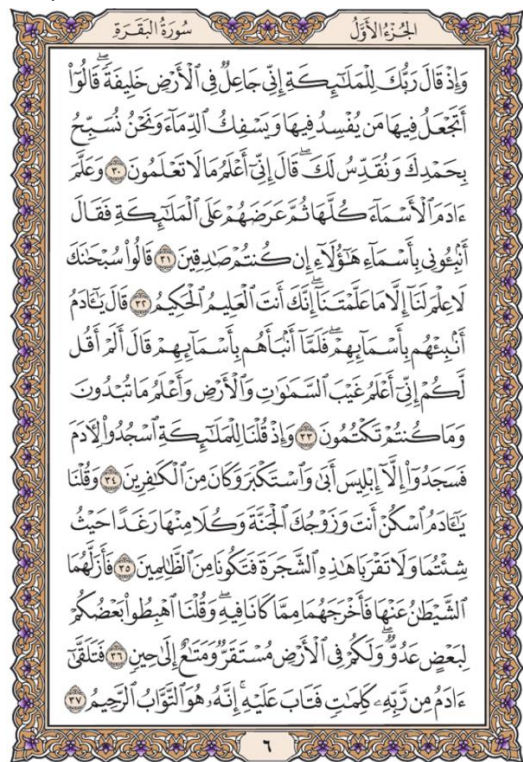 الجُزْءُ الأَوَّلُ
سُورَةُ البَقَرَةِ
وَإِذْ قَالَ رَبُّكَ لِلْمَلَٰٓئِكَةِ إِنِّي جَاعِلٌ فِي ٱلْأَرْضِ خَلِيفَةًۖ قَالُوٓاْ
أَتَجْعَلُ فِيهَا مَن يُفْسِدُ فِيهَا وَيَسْفِكُ ٱلدِّمَآءَ وَنَحْنُ نُسَبِّحُ
بِحَمْدِكَ وَنُقَدِّسُ لَكَۖ قَالَ إِنِّيٓ أَعْلَمُ مَا لَا تَعْلَمُونَ ٣٠ وَعَلَّمَ
ءَادَمَ ٱلْأَسْمَآءَ كُلَّهَا ثُمَّ عَرَضَهُمْ عَلَى ٱلْمَلَٰٓئِكَةِ فَقَالَ
أَنۢبِـُٔونِي بِأَسْمَآءِ هَٰٓؤُلَآءِ إِن كُنتُمْ صَٰدِقِينَ ٣١ قَالُواْ سُبْحَٰنَكَ
لَا عِلْمَ لَنَآ إِلَّا مَا عَلَّمْتَنَآۖ إِنَّكَ أَنتَ ٱلْعَلِيمُ ٱلْحَكِيمُ ٣٢ قَالَ يَٰٓـَٔادَمُ
أَنۢبِئْهُم بِأَسْمَآئِهِمْۖ فَلَمَّآ أَنۢبَأَهُم بِأَسْمَآئِهِمْ قَالَ أَلَمْ أَقُل
لَّكُمْ إِنِّيٓ أَعْلَمُ غَيْبَ ٱلسَّمَٰوَٰتِ وَٱلْأَرْضِ وَأَعْلَمُ مَا تُبْدُونَ
وَمَا كُنتُمْ تَكْتُمُونَ ٣٣ وَإِذْ قُلْنَا لِلْمَلَٰٓئِكَةِ ٱسْجُدُواْ لِـَٔادَمَ
فَسَجَدُوٓاْ إِلَّآ إِبْلِيسَ أَبَىٰ وَٱسْتَكْبَرَ وَكَانَ مِنَ ٱلْكَٰفِرِينَ ٣٤ وَقُلْنَا
يَٰٓـَٔادَمُ ٱسْكُنْ أَنتَ وَزَوْجُكَ ٱلْجَنَّةَ وَكُلَا مِنْهَا رَغَدًا حَيْثُ
شِئْتُمَا وَلَا تَقْرَبَا هَٰذِهِ ٱلشَّجَرَةَ فَتَكُونَا مِنَ ٱلظَّٰلِمِينَ ٣٥ فَأَزَلَّهُمَا
ٱلشَّيْطَٰنُ عَنْهَا فَأَخْرَجَهُمَا مِمَّا كَانَا فِيهِۖ وَقُلْنَا ٱهْبِطُواْ بَعْضُكُمْ
لِبَعْضٍ عَدُوٌّۖ وَلَكُمْ فِي ٱلْأَرْضِ مُسْتَقَرٌّ وَمَتَٰعٌ إِلَىٰ حِينٍ ٣٦ فَتَلَقَّىٰٓ
ءَادَمُ مِن رَّبِّهِۦ كَلِمَٰتٍ فَتَابَ عَلَيْهِۚ إِنَّهُۥ هُوَ ٱلتَّوَّابُ ٱلرَّحِيمُ ٣٧
٦